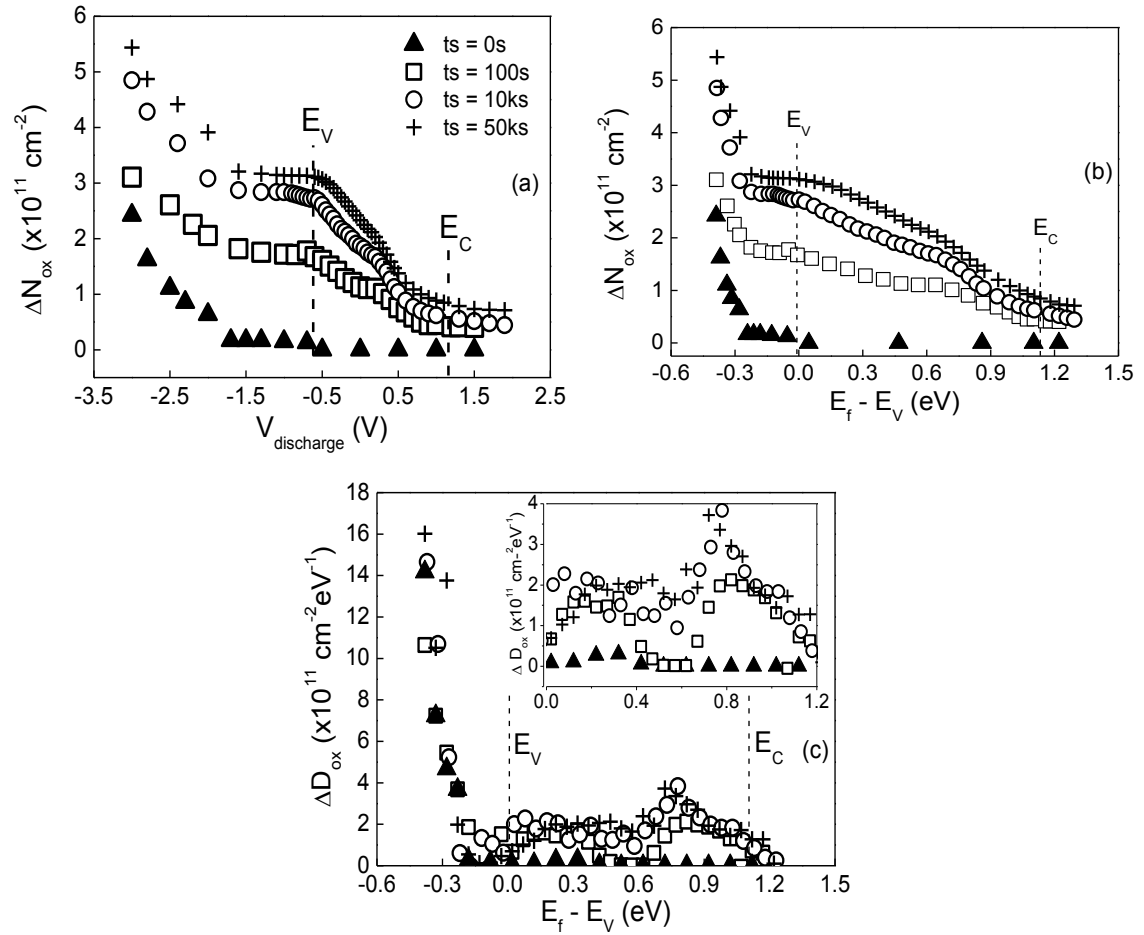 6
5
4
3
2
1
0
-3.5 -2.5 -1.5 -0.5 0.5 1.5 2.5
ΔN_ox (x10^11 cm^-2)
V_discharge (V)
ts = 0s
ts = 100s
ts = 10ks
ts = 50ks
E_V
E_C
(a)
6
5
4
3
2
1
0
-0.6 -0.3 0.0 0.3 0.6 0.9 1.2 1.5
ΔN_ox (x10^11 cm^-2)
E_f - E_V (eV)
E_V
E_C
(b)
18
16
14
12
10
8
6
4
2
0
-0.6 -0.3 0.0 0.3 0.6 0.9 1.2 1.5
ΔD_ox (x10^11 cm^-2eV^-1)
E_f - E_V (eV)
4
3
2
1
0
0.0 0.4 0.8 1.2
Δ D_ox (x10^11 cm-^2eV^-1)
E_V
E_C
(c)